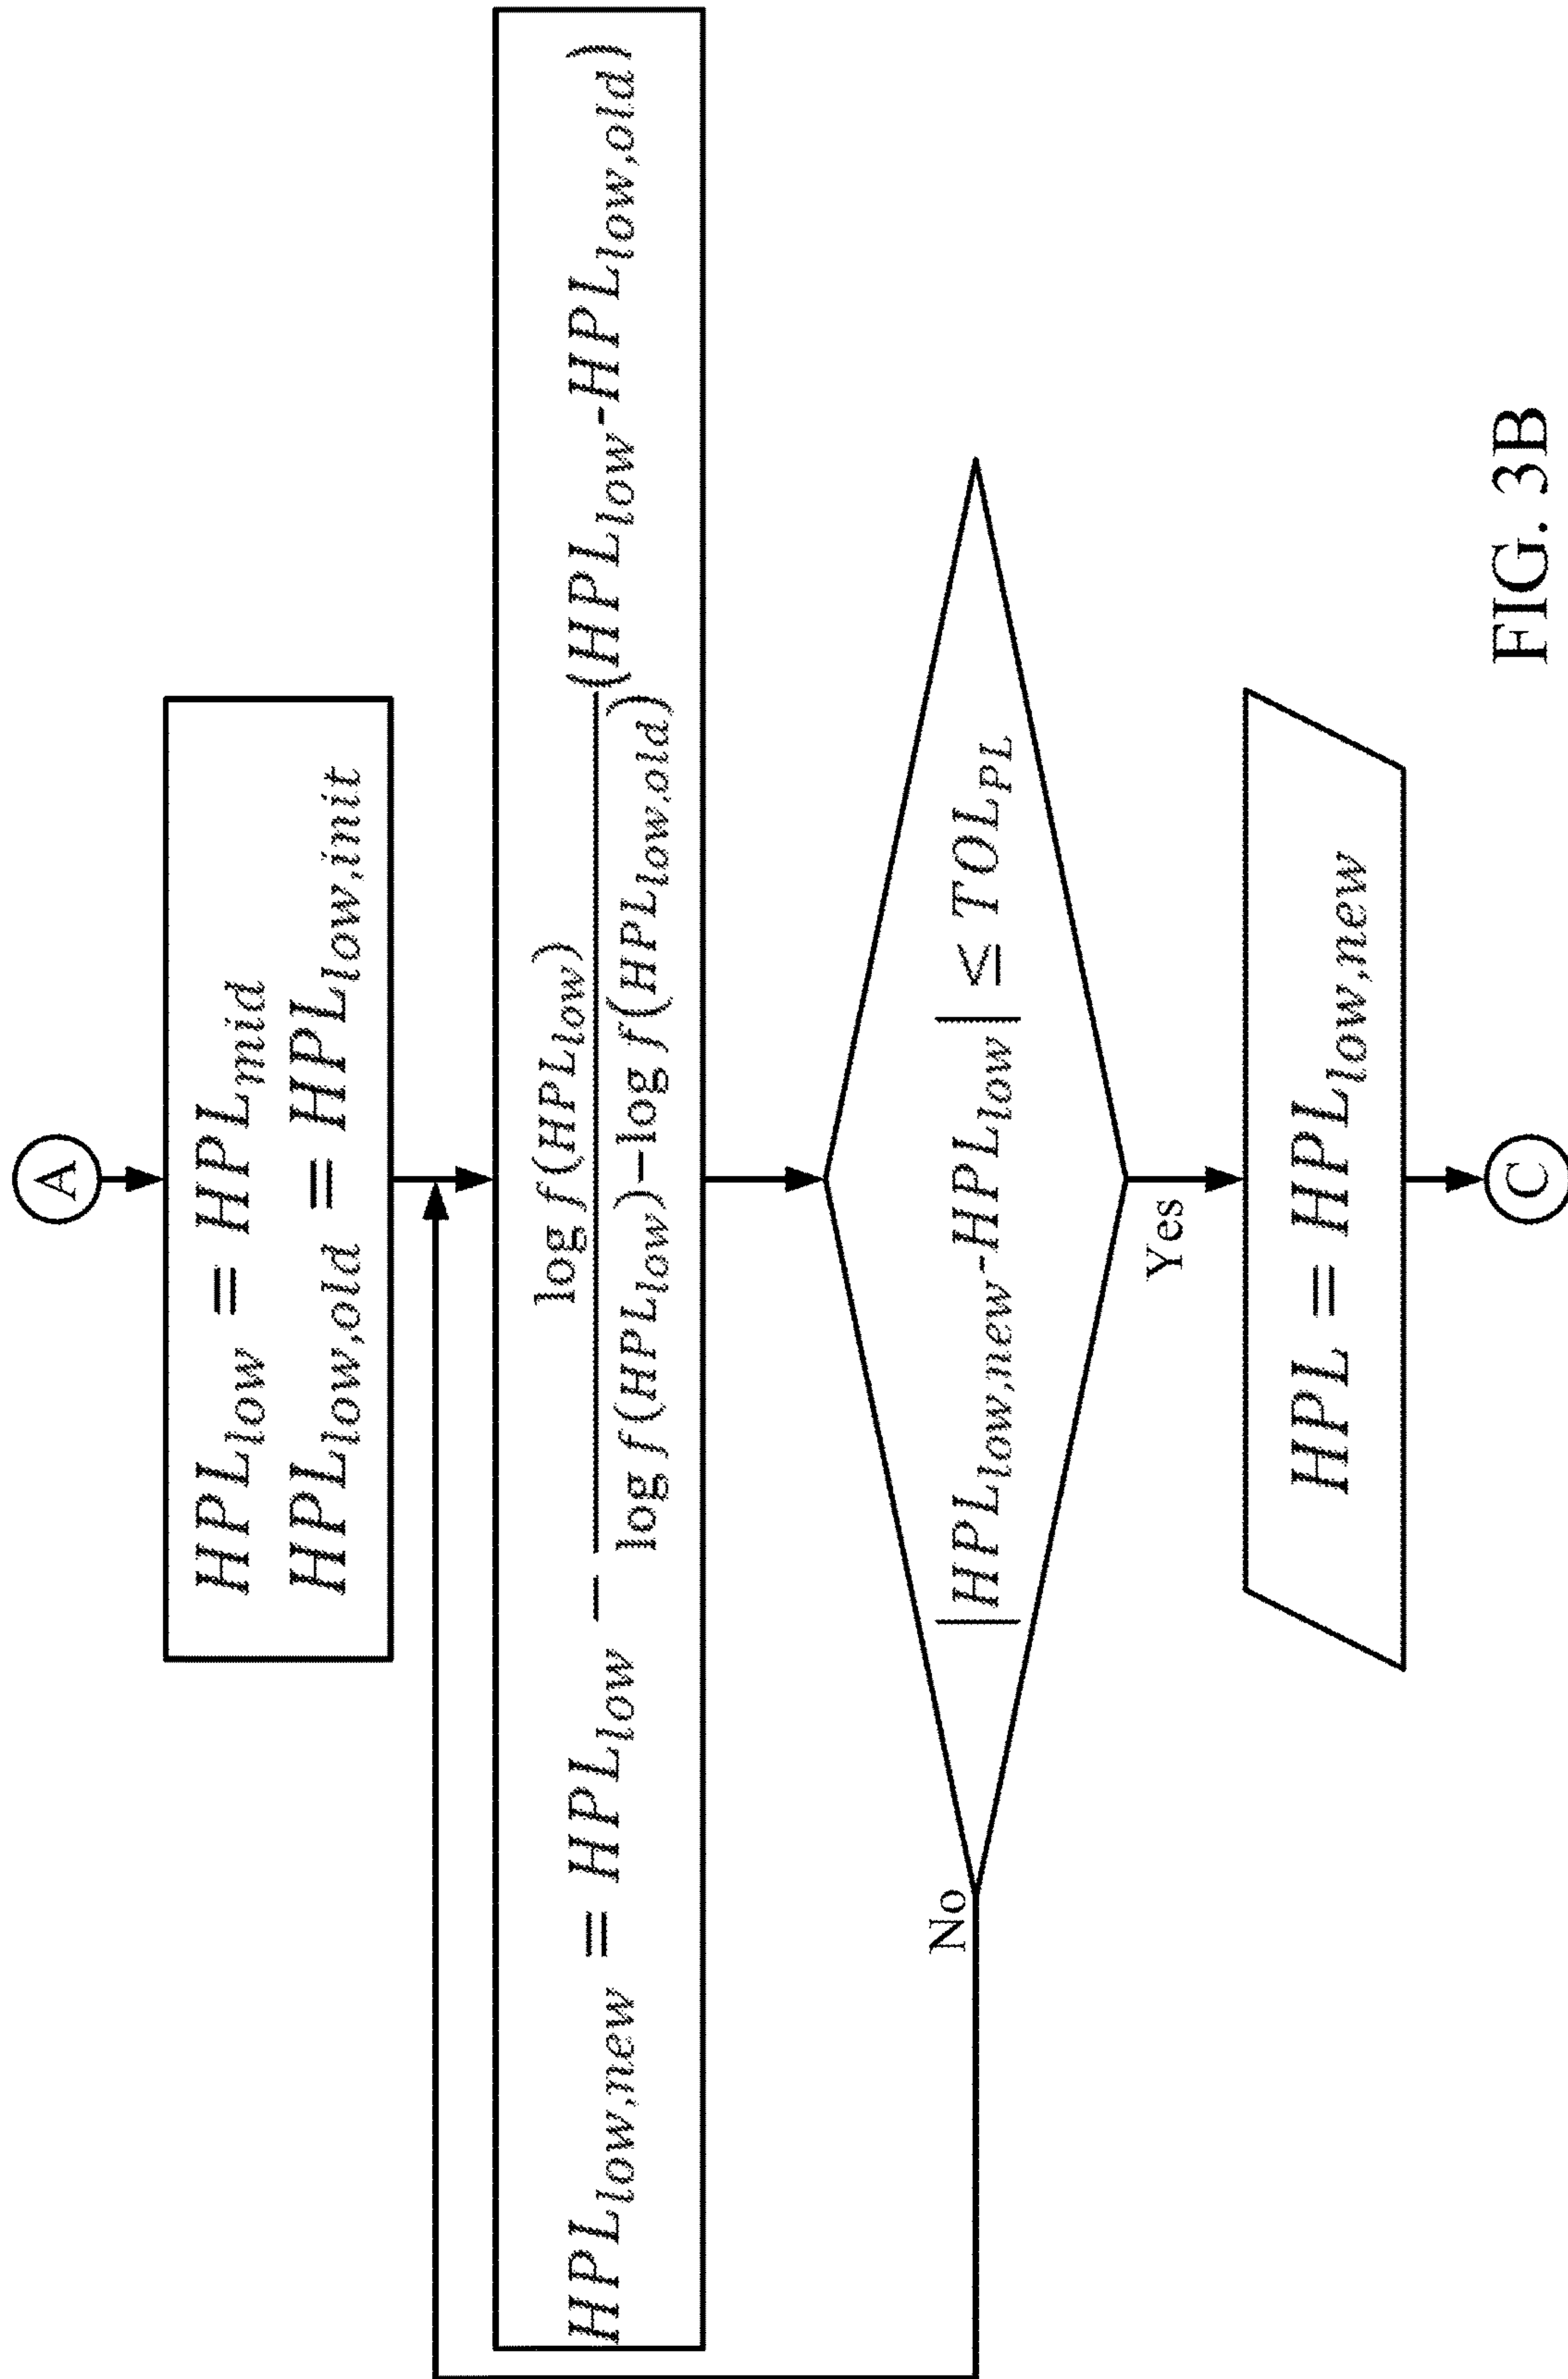 A
HPL_low = HPL_mid
HPL_low,old = HPL_low,init
HPL_low,new = HPL_low − log f(HPL_low) / log f(HPL_low)−log f(HPL_low,old) (HPL_low-HPL_low,old)
|HPL_low,new-HPL_low| ≤ TOL_PL
No
Yes
HPL = HPL_low,new
C
FIG. 3B